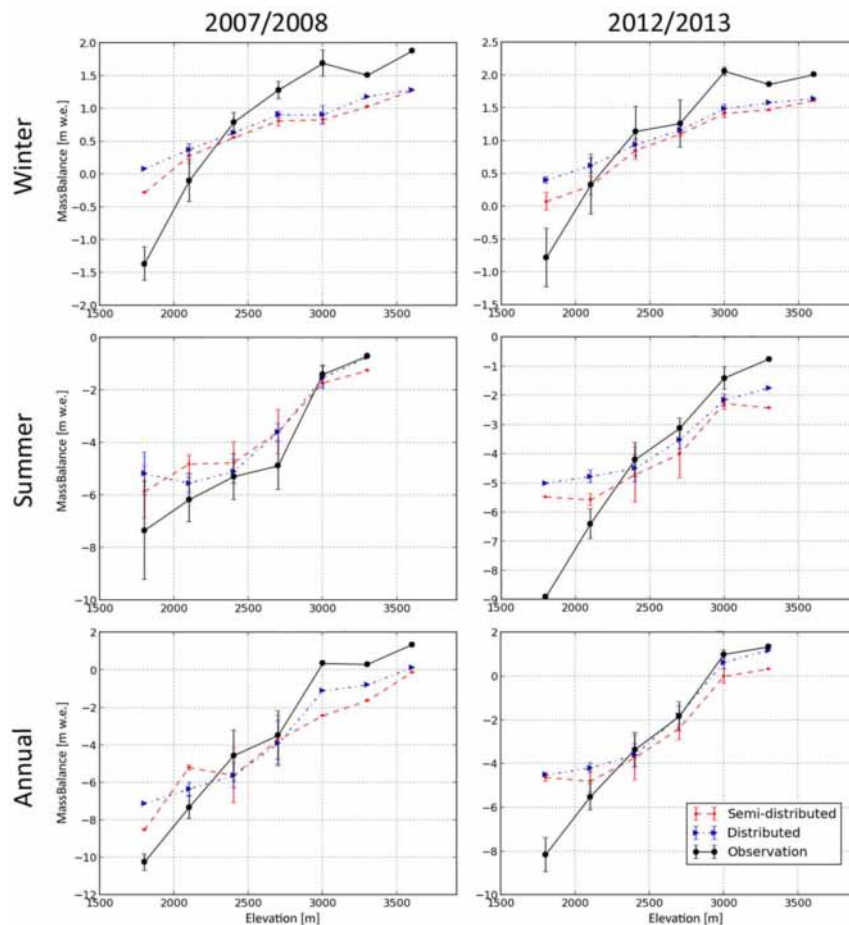 2007/2008 2012/2013
Winter
MassBalance [m w.e.]
2.0
1.5
1.0
0.5
0.0
−0.5
−1.0
−1.5
−2.0
1500 2000 2500 3000 3500
MassBalance [m w.e.]
2.5
2.0
1.5
1.0
0.5
0.0
−0.5
−1.0
−1.5
1500 2000 2500 3000 3500
Summer
MassBalance [m w.e.]
0
−2
−4
−6
−8
−10
1500 2000 2500 3000 3500
MassBalance [m w.e.]
0
−1
−2
−3
−4
−5
−6
−7
−8
−9
1500 2000 2500 3000 3500
Annual
MassBalance [m w.e.]
2
0
−2
−4
−6
−8
−10
−12
1500 2000 2500 3000 3500
Elevation [m]
MassBalance [m w.e.]
2
0
−2
−4
−6
−8
−10
1500 2000 2500 3000 3500
Elevation [m]
Semi-distributed
Distributed
Observation